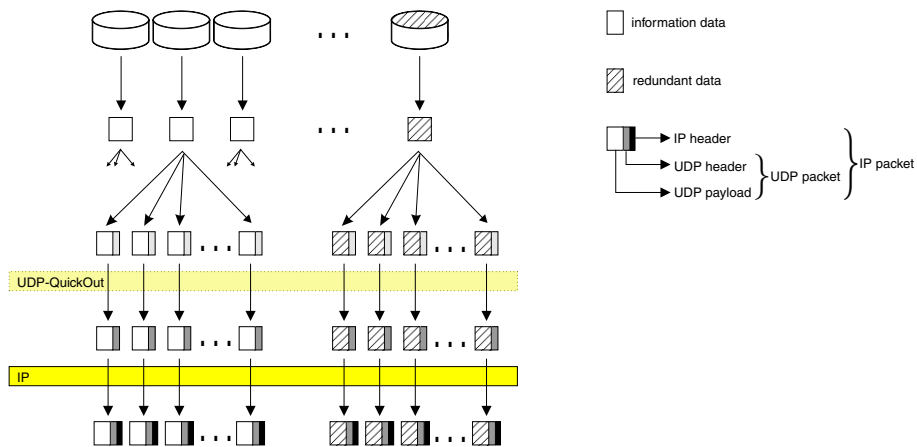 information data
redundant data
IP header
UDP header
UDP payload
UDP packet
IP packet
UDP-QuickOut
IP